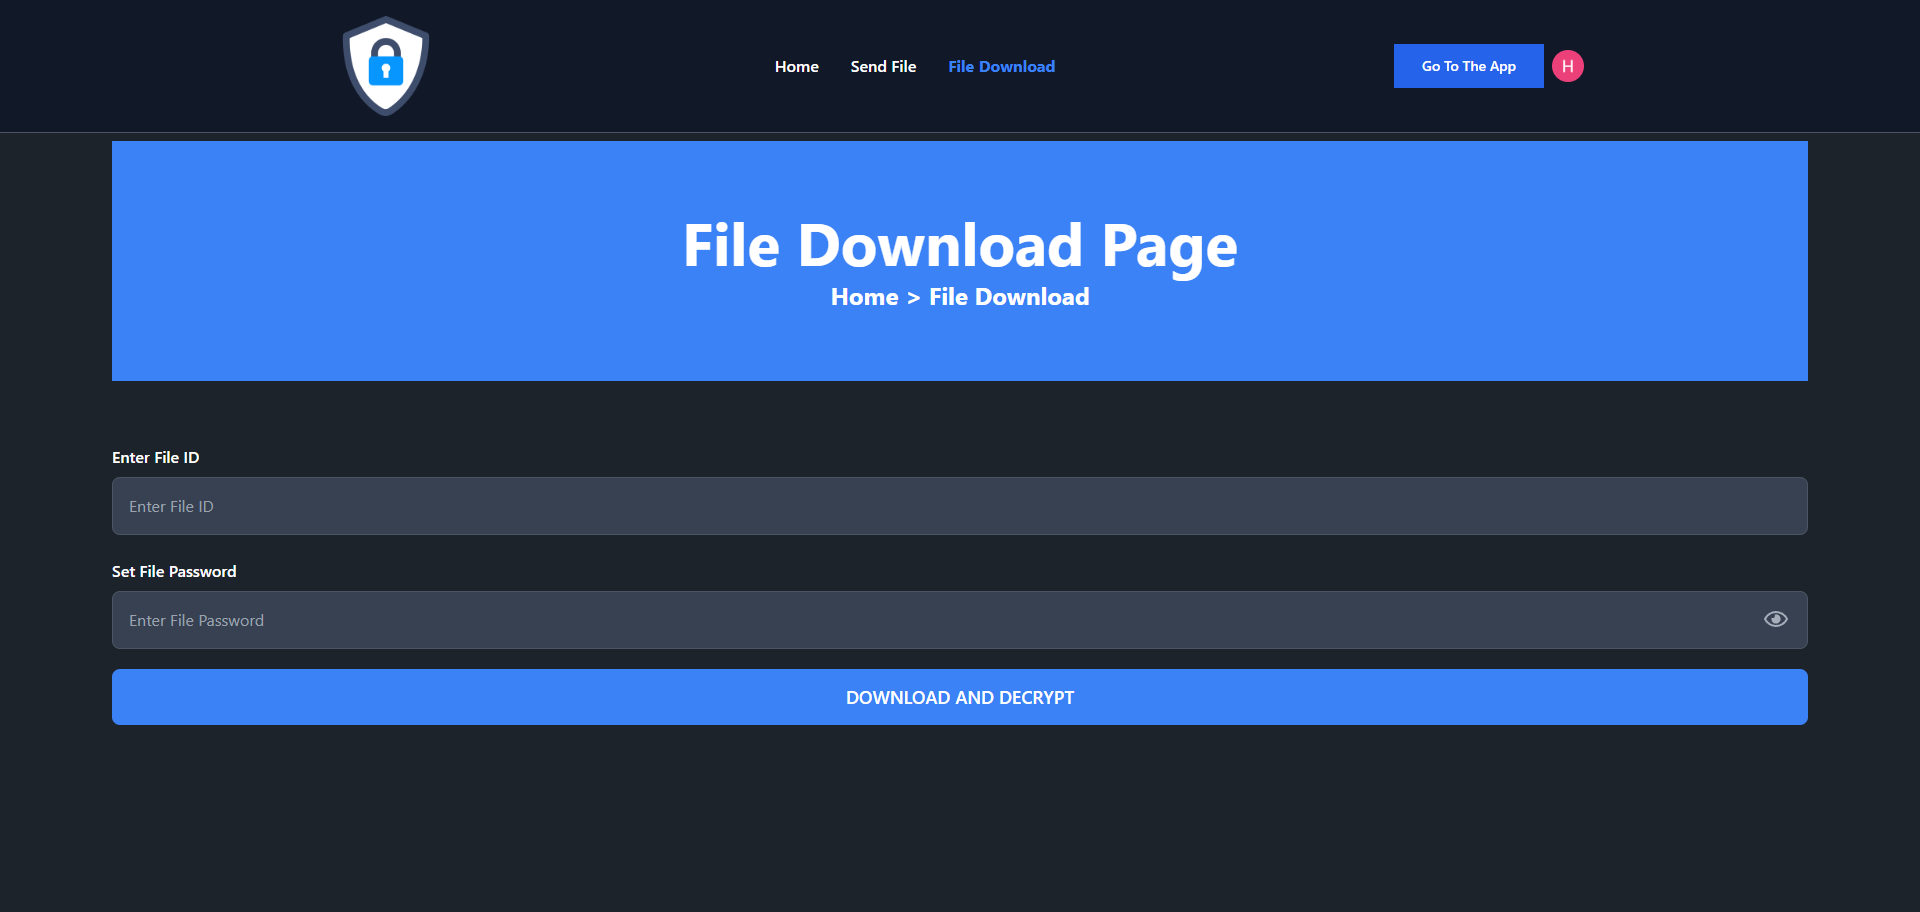 Home Send File File Download Go To The App H
File Download Page
Home > File Download
Enter File ID
Enter File ID
Set File Password
Enter File Password
DOWNLOAD AND DECRYPT